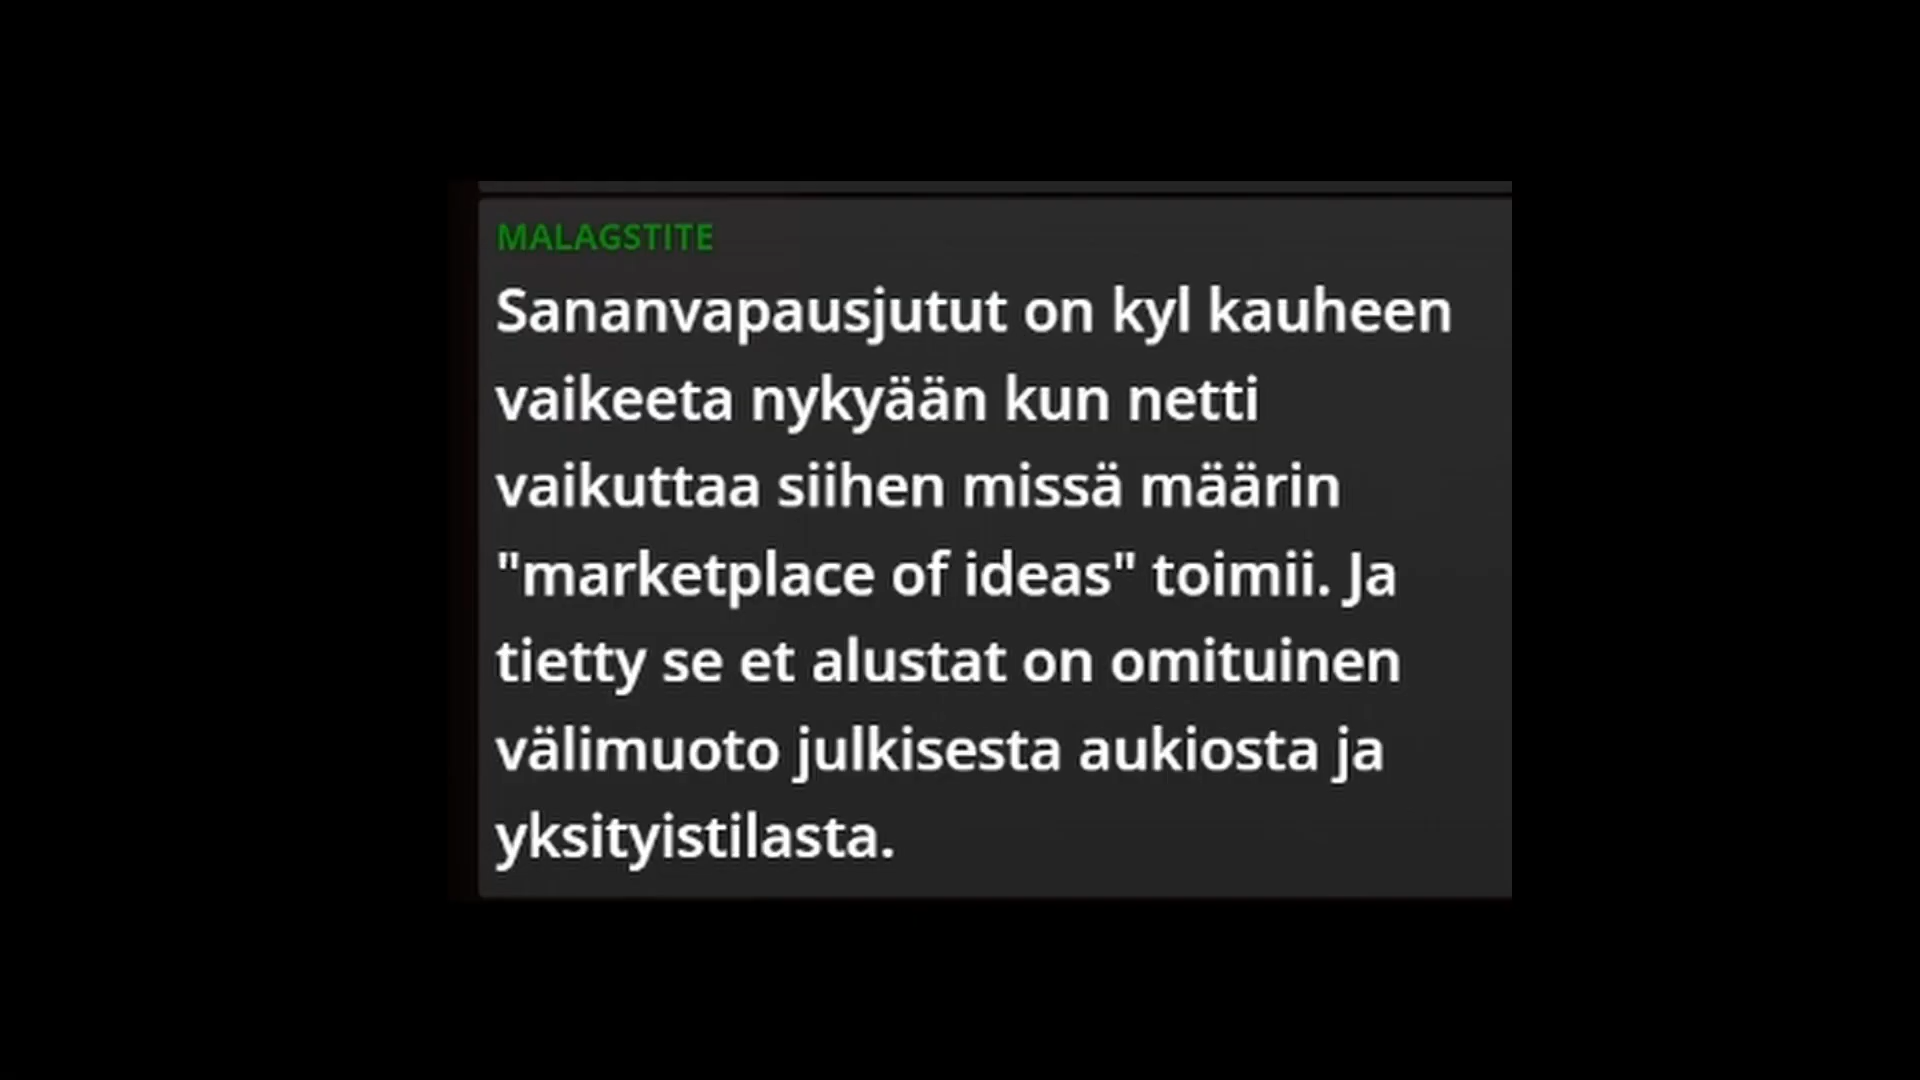 MALAGSTITE
Sananvapausjutut on kyl kauheen
vaikeeta nykyään kun netti
vaikuttaa siihen missä määrin
"marketplace of ideas" toimii. Ja
tietty se et alustat on omituinen
välimuoto julkisesta aukiosta ja
yksityistilasta.